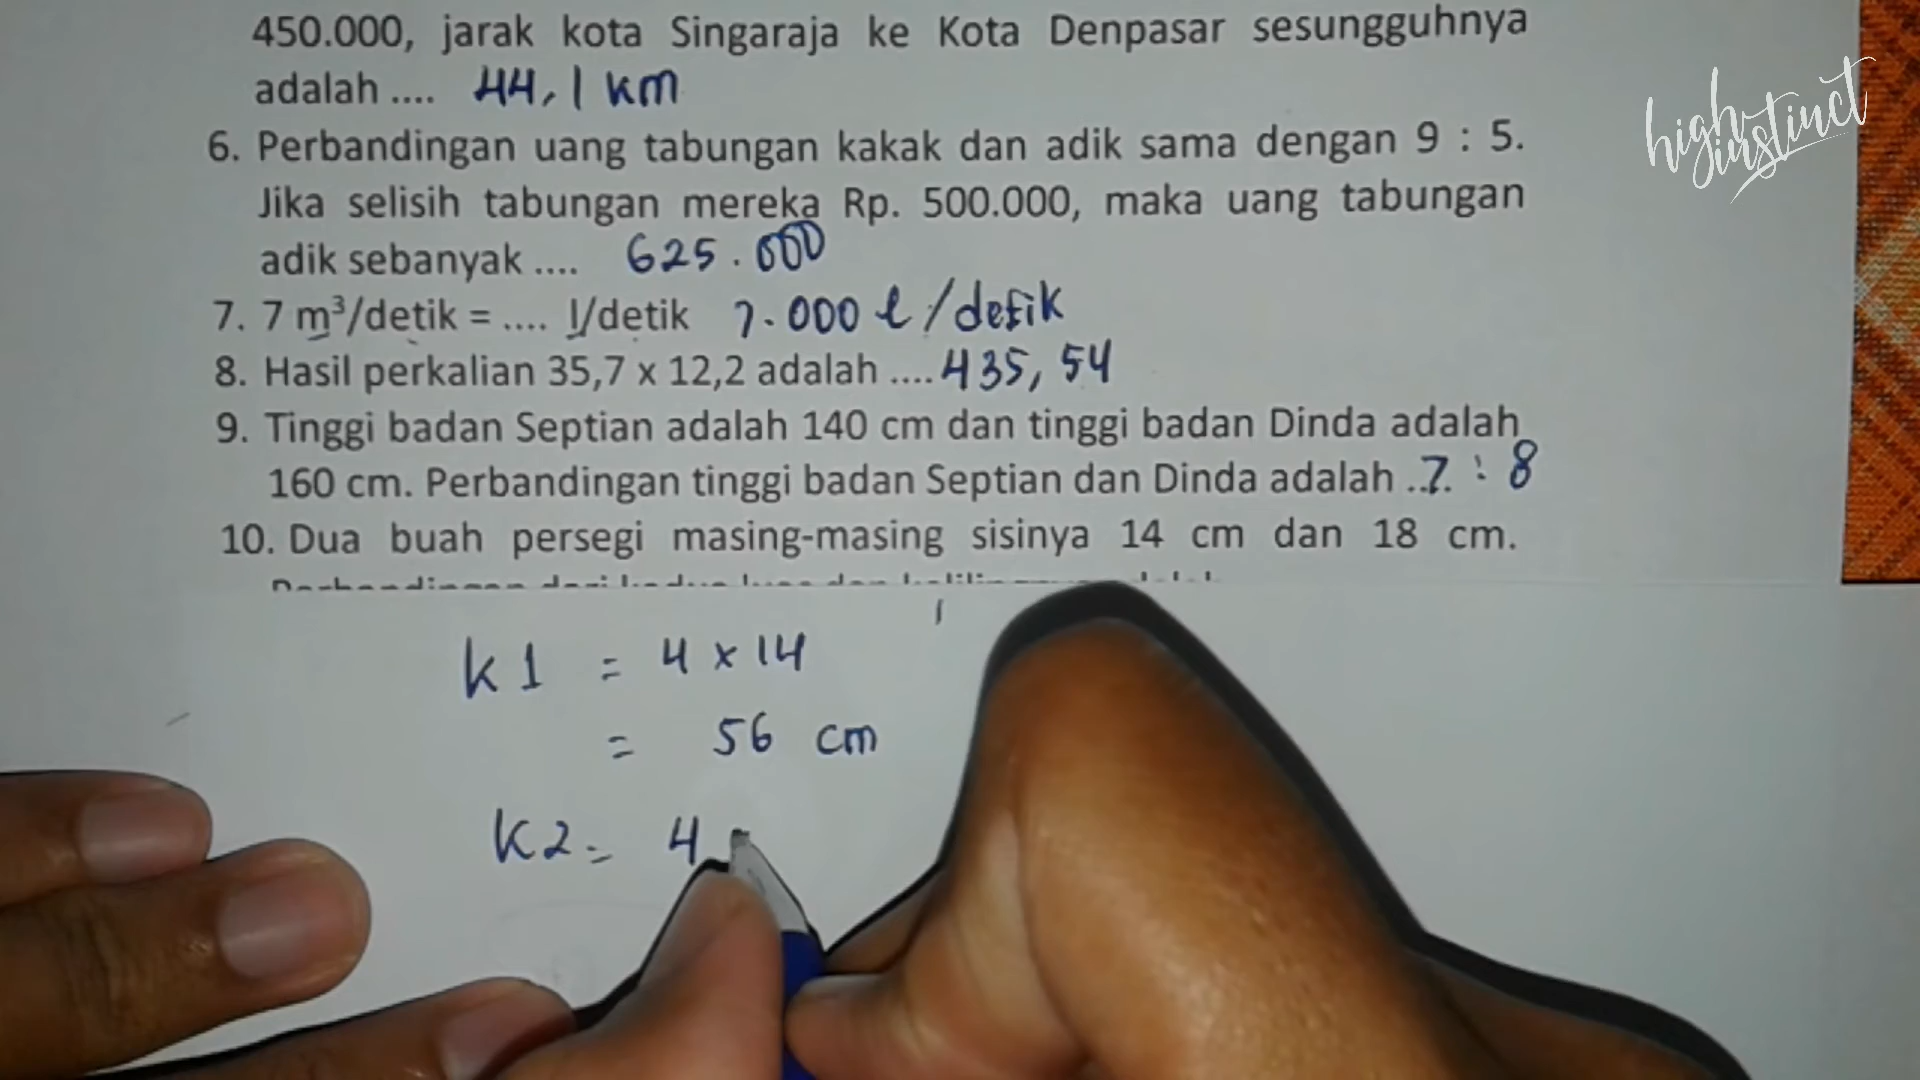 450.000, jarak kota Singaraja ke Kota Denpasar sesungguhnya
adalah .... 44,1 km
6. Perbandingan uang tabungan kakak dan adik sama dengan 9 : 5.
Jika selisih tabungan mereka Rp. 500.000, maka uang tabungan
adik sebanyak .... 625.000
7. 7 m³/detik = .... l/detik 7.000 l/detik
8. Hasil perkalian 35,7 x 12,2 adalah .... 435,54
9. Tinggi badan Septian adalah 140 cm dan tinggi badan Dinda adalah
160 cm. Perbandingan tinggi badan Septian dan Dinda adalah ... 7 : 8
10. Dua buah persegi masing-masing sisinya 14 cm dan 18 cm.
K1 = 4 x 14
= 56 cm
K2 = 4
high instinct